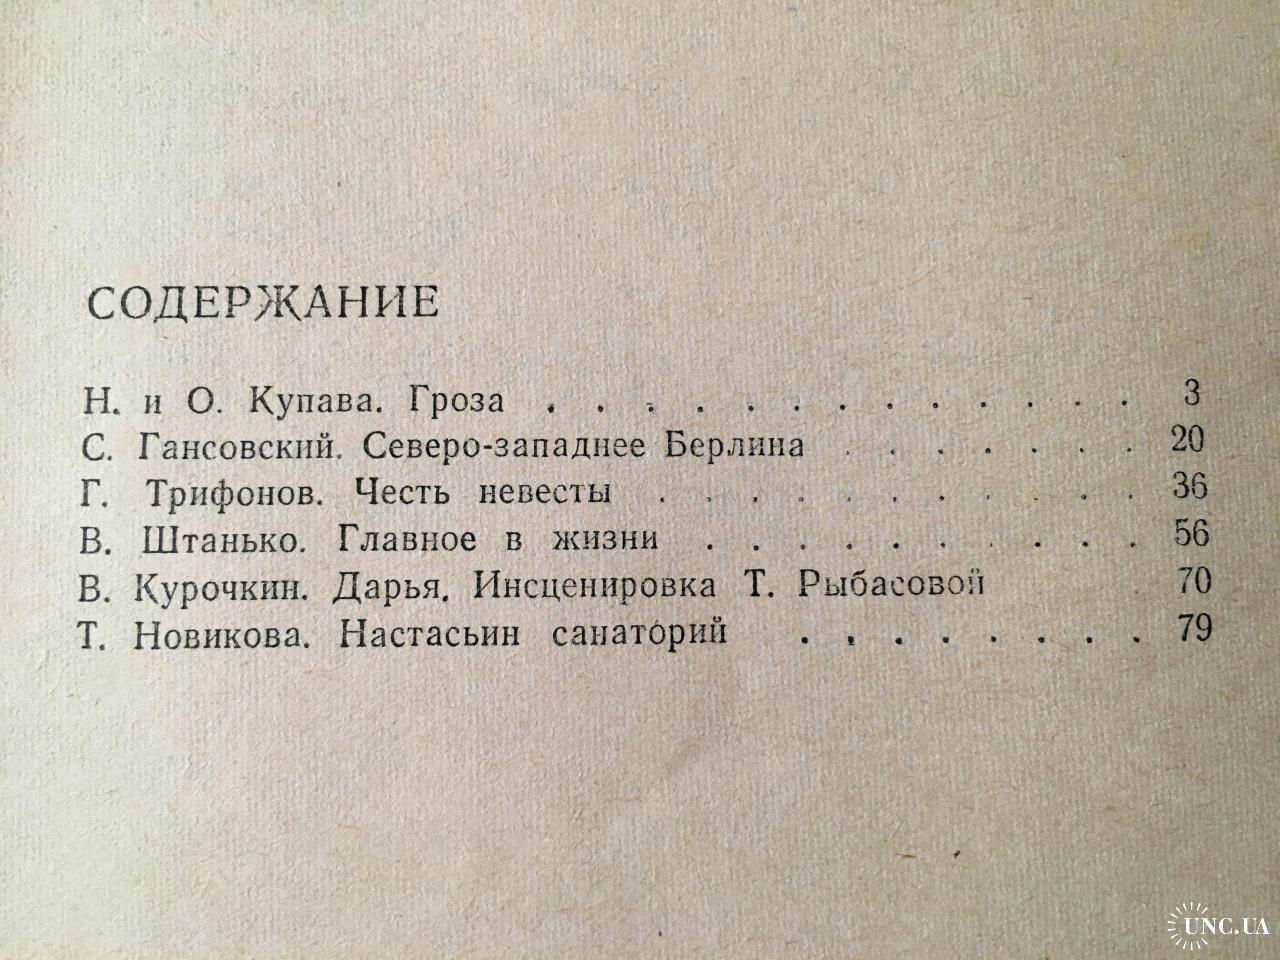 СОДЕРЖАНИЕ
Н. и О. Купава. Гроза . . . . . . . . . . . . . 3
С. Гансовский. Северо-западнее Берлина . . . . . . . 20
Г. Трифонов. Честь невесты . . . . . . . . . . . 36
В. Штанько. Главное в жизни . . . . . . . . . . 56
В. Курочкин. Дарья. Инсценировка Т. Рыбасовой . 70
Т. Новикова. Настасьин санаторий . . . . . . . . 79
UNC.UA